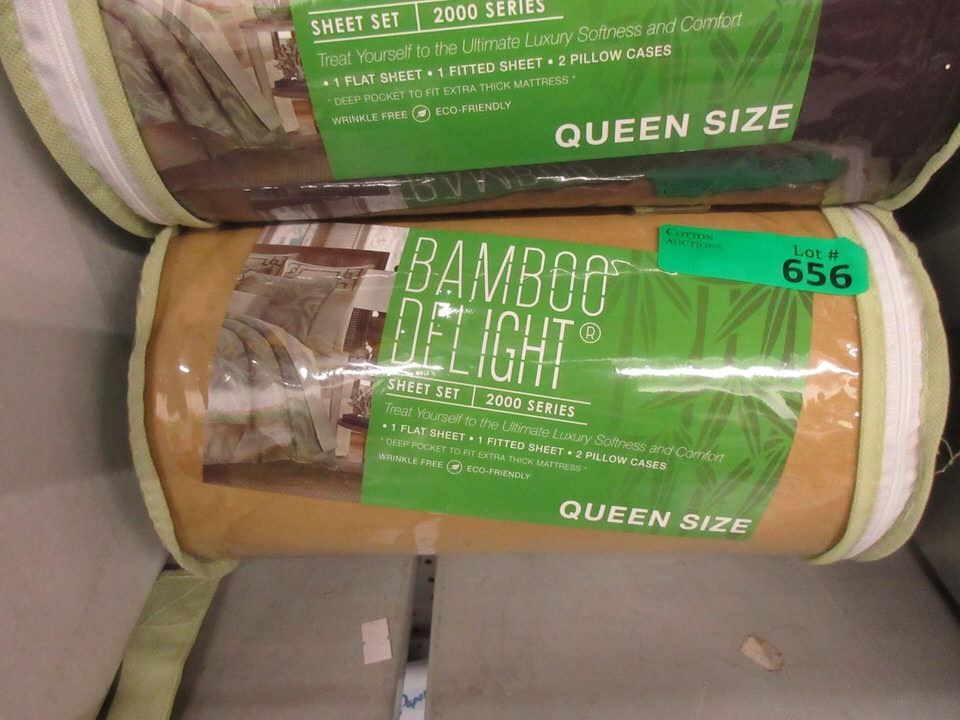 SHEET SET | 2000 SERIES
Treat Yourself to the Ultimate Luxury Softness and Comfort
• 1 FLAT SHEET • 1 FITTED SHEET • 2 PILLOW CASES
* DEEP POCKET TO FIT EXTRA THICK MATTRESS *
WRINKLE FREE ECO-FRIENDLY
QUEEN SIZE
COTTON
AUCTIONS
Lot #
656
BAMBOO
DELIGHT®
SHEET SET | 2000 SERIES
Treat Yourself to the Ultimate Luxury Softness and Comfort
• 1 FLAT SHEET • 1 FITTED SHEET • 2 PILLOW CASES
* DEEP POCKET TO FIT EXTRA THICK MATTRESS *
WRINKLE FREE ECO-FRIENDLY
QUEEN SIZE